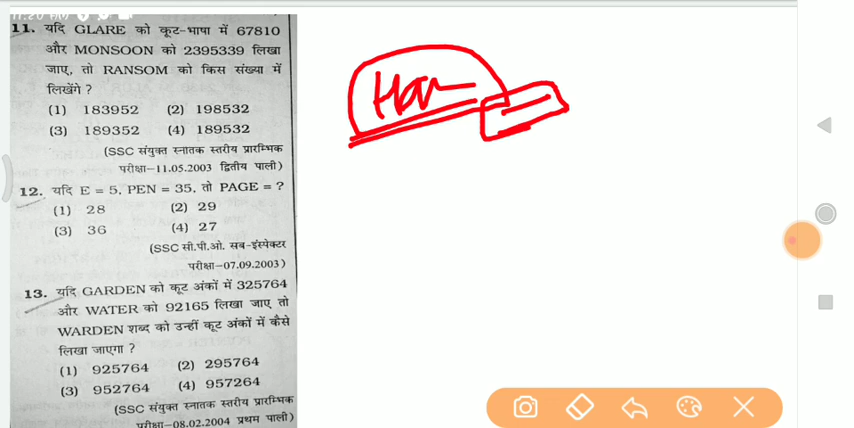 11. यदि GLARE को कूट-भाषा में 67810
और MONSOON को 2395339 लिखा
जाए, तो RANSOM को किस संख्या में
लिखेंगे ?
(1) 183952 (2) 198532
(3) 189352 (4) 189532
(SSC संयुक्त स्नातक स्तरीय प्रारम्भिक
परीक्षा–11.05.2003 द्वितीय पाली)
12. यदि E = 5, PEN = 35, तो PAGE = ?
(1) 28 (2) 29
(3) 36 (4) 27
(SSC सी.पी.ओ. सब-इंस्पेक्टर
परीक्षा–07.09.2003)
13. यदि GARDEN को कूट अंकों में 325764
और WATER को 92165 लिखा जाए तो
WARDEN शब्द को उन्हीं कूट अंकों में कैसे
लिखा जाएगा ?
(1) 925764 (2) 295764
(3) 952764 (4) 957264
(SSC संयुक्त स्नातक स्तरीय प्रारम्भिक
परीक्षा–08.02.2004 प्रथम पाली)